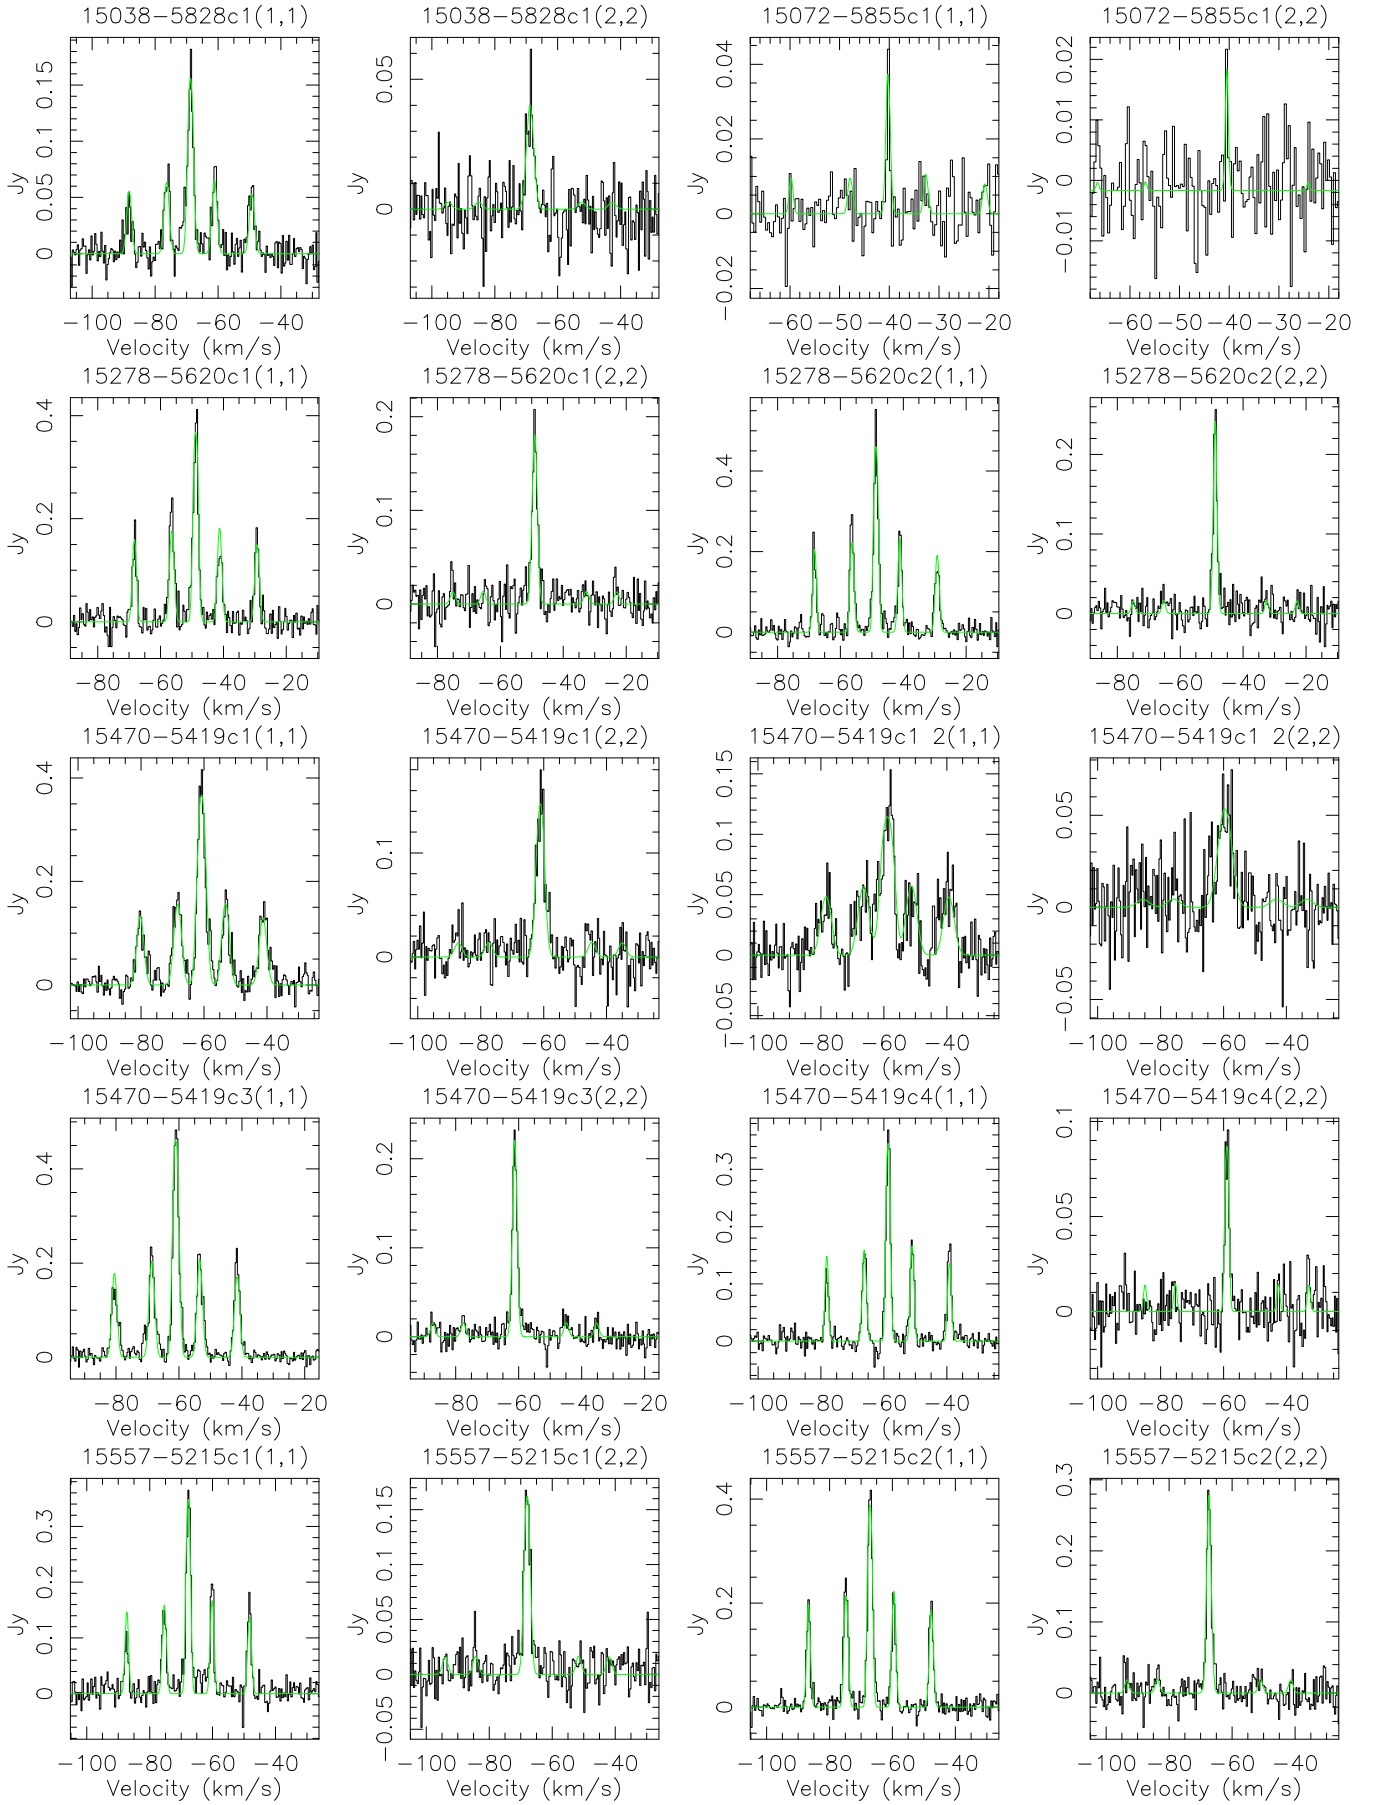 15038−5828c1(1,1) 15038−5828c1(2,2) 15072−5855c1(1,1) 15072−5855c1(2,2)
Jy 0 0.05 0.1 0.15 Jy 0 0.05 Jy −0.02 0 0.02 0.04 Jy −0.01 0 0.01 0.02
−100 −80 −60 −40 −100 −80 −60 −40 −60 −50 −40 −30 −20 −60 −50 −40 −30 −20
Velocity (km/s) Velocity (km/s) Velocity (km/s) Velocity (km/s)
15278−5620c1(1,1) 15278−5620c1(2,2) 15278−5620c2(1,1) 15278−5620c2(2,2)
Jy 0 0.2 0.4 Jy 0 0.1 0.2 Jy 0 0.2 0.4 Jy 0 0.1 0.2
−80 −60 −40 −20 −80 −60 −40 −20 −80 −60 −40 −20 −80 −60 −40 −20
Velocity (km/s) Velocity (km/s) Velocity (km/s) Velocity (km/s)
15470−5419c1(1,1) 15470−5419c1(2,2) 15470−5419c1 2(1,1) 15470−5419c1 2(2,2)
Jy 0 0.2 0.4 Jy 0 0.1 Jy −0.05 0 0.05 0.1 0.15 Jy −0.05 0 0.05
−100 −80 −60 −40 −100 −80 −60 −40 −100 −80 −60 −40 −100 −80 −60 −40
Velocity (km/s) Velocity (km/s) Velocity (km/s) Velocity (km/s)
15470−5419c3(1,1) 15470−5419c3(2,2) 15470−5419c4(1,1) 15470−5419c4(2,2)
Jy 0 0.2 0.4 Jy 0 0.1 0.2 Jy 0 0.1 0.2 0.3 Jy 0 0.05 0.1
−80 −60 −40 −20 −80 −60 −40 −20 −100 −80 −60 −40 −100 −80 −60 −40
Velocity (km/s) Velocity (km/s) Velocity (km/s) Velocity (km/s)
15557−5215c1(1,1) 15557−5215c1(2,2) 15557−5215c2(1,1) 15557−5215c2(2,2)
Jy 0 0.1 0.2 0.3 Jy −0.05 0 0.05 0.1 0.15 Jy 0 0.2 0.4 Jy 0 0.1 0.2 0.3
−100 −80 −60 −40 −100 −80 −60 −40 −100 −80 −60 −40 −100 −80 −60 −40
Velocity (km/s) Velocity (km/s) Velocity (km/s) Velocity (km/s)